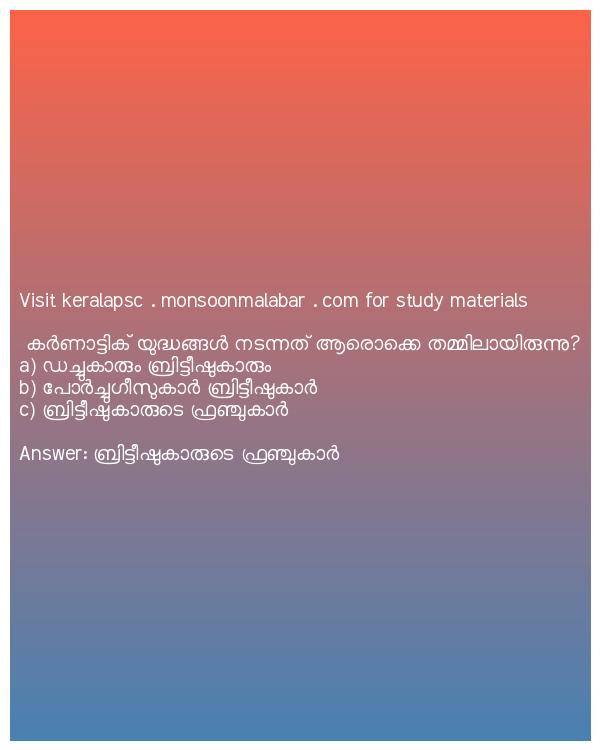 Visit keralapsc . monsoonmalabar . com for study materials
കർണാട്ടിക് യുദ്ധങ്ങൾ നടന്നത് ആരൊക്കെ തമ്മിലായിരുന്നു?
a) ഡച്ചുകാരും ബ്രിട്ടീഷുകാരും
b) പോർച്ചുഗീസുകാർ ബ്രിട്ടീഷുകാർ
c) ബ്രിട്ടീഷുകാരുടെ ഫ്രഞ്ചുകാർ
Answer: ബ്രിട്ടീഷുകാരുടെ ഫ്രഞ്ചുകാർ